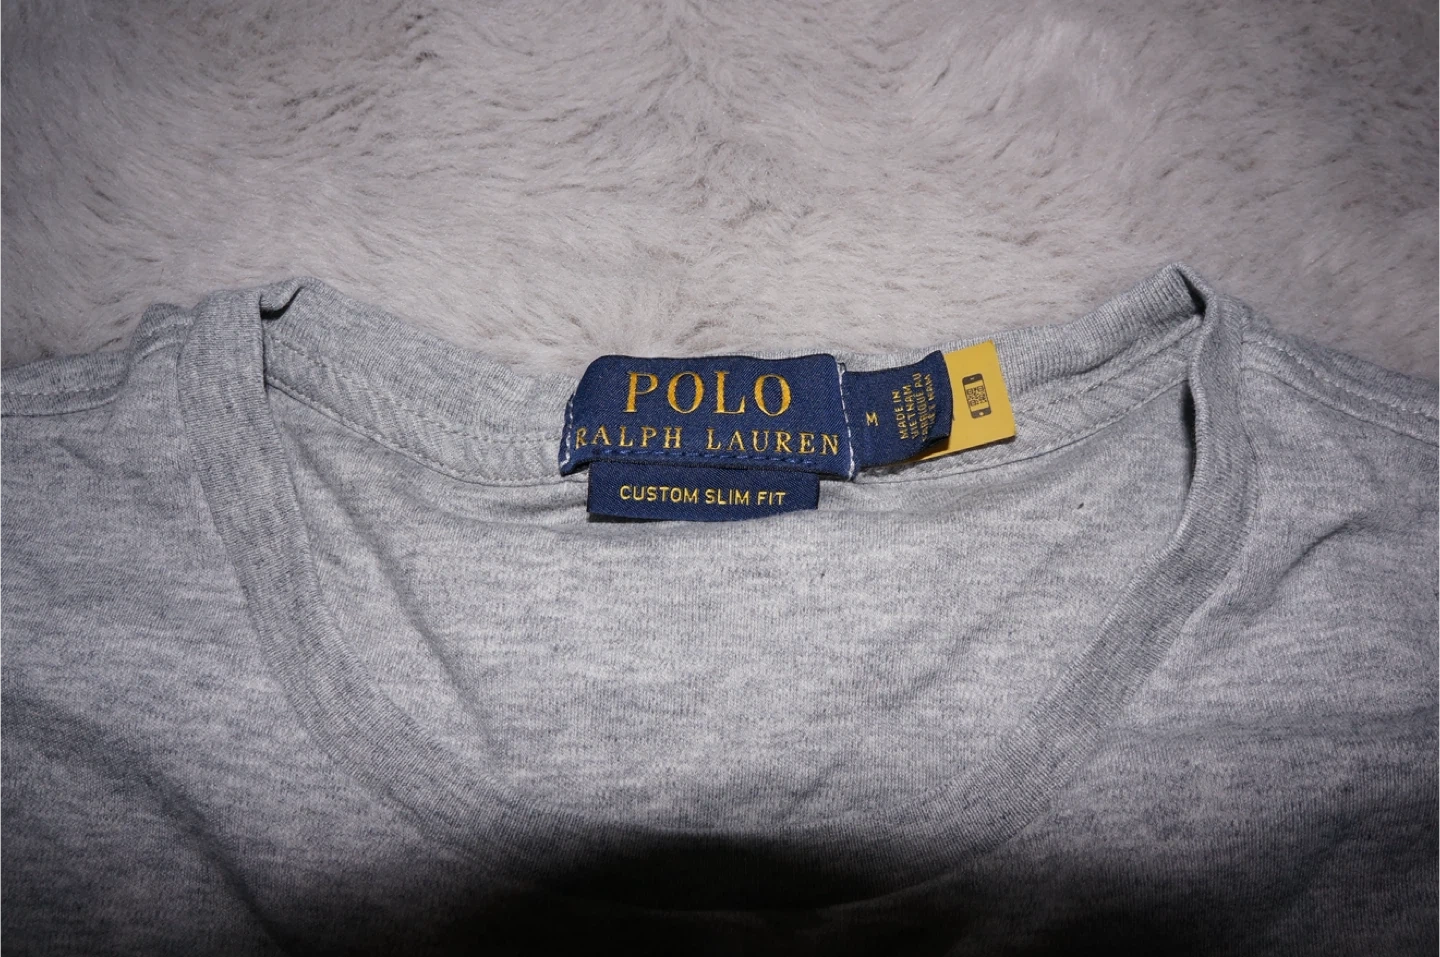 POLO
RALPH LAUREN
CUSTOM SLIM FIT
M
MADE IN
VIETNAM